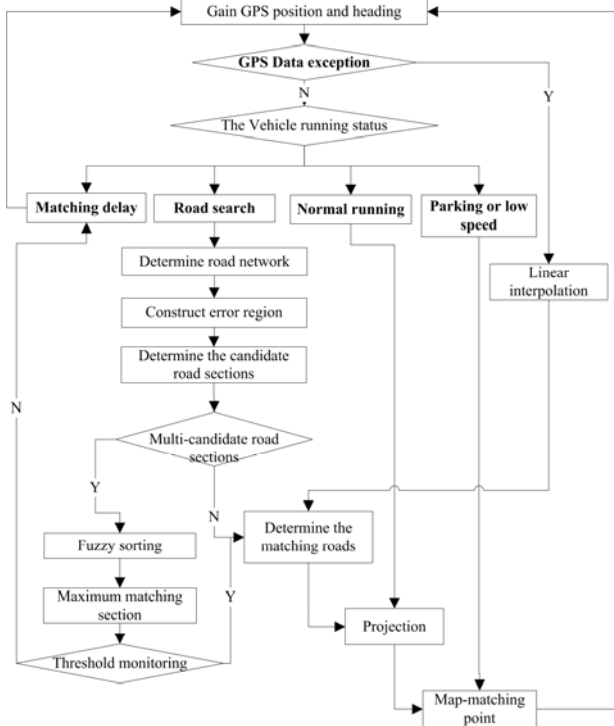 Gain GPS position and heading
GPS Data exception
N
Y
The Vehicle running status
Matching delay
Road search
Normal running
Parking or low
speed
Determine road network
Linear
interpolation
Construct error region
Determine the candidate
road sections
N
Multi-candidate road
sections
Y
N
Determine the
matching roads
Fuzzy sorting
Y
Maximum matching
section
Projection
Threshold monitoring
Map-matching
point